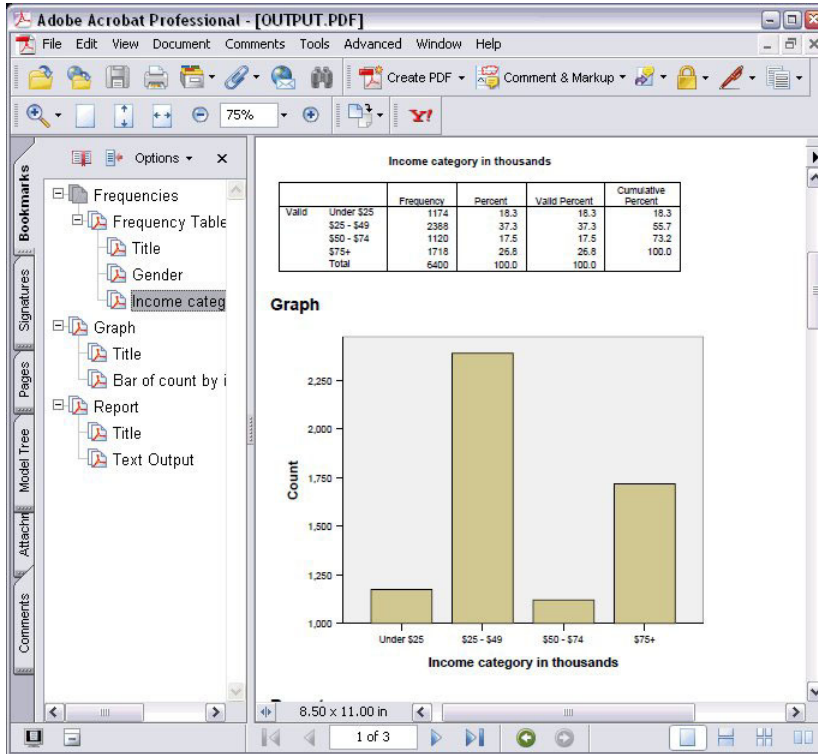 Adobe Acrobat Professional - [OUTPUT.PDF]
File Edit View Document Comments Tools Advanced Window Help
Create PDF Comment & Markup
75% Y!
Bookmarks
Signatures
Pages
Model Tree
Attachm
Comments
Options x
Frequencies
Frequency Table
Title
Gender
Income categ
Graph
Title
Bar of count by i
Report
Title
Text Output
Income category in thousands
Frequency Percent Valid Percent Cumulative Percent
Valid Under $25 1174 18.3 18.3 18.3
$25 - $49 2388 37.3 37.3 55.7
$50 - $74 1120 17.5 17.5 73.2
$75+ 1718 26.8 26.8 100.0
Total 6400 100.0 100.0
Graph
2,250
2,000
1,750
1,500
1,250
1,000
Count
Under $25 $25 - $49 $50 - $74 $75+
Income category in thousands
8.50 x 11.00 in
1 of 3